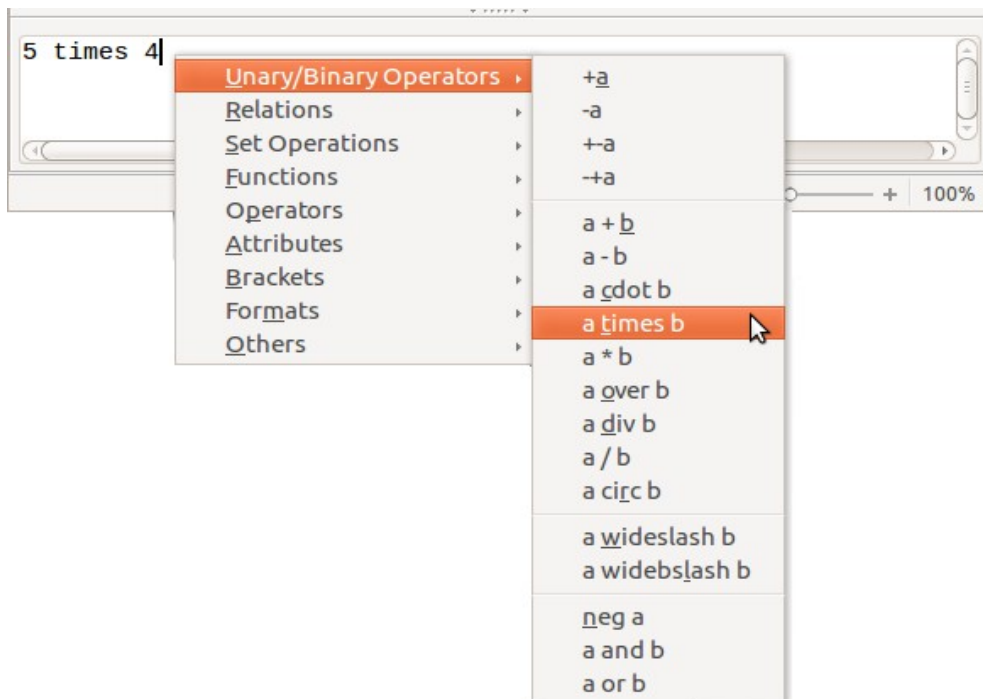 5 times 4
Unary/Binary Operators
Relations
Set Operations
Functions
Operators
Attributes
Brackets
Formats
Others
+a
-a
+-a
-+a
a + b
a - b
a cdot b
a times b
a * b
a over b
a div b
a / b
a circ b
a wideslash b
a widebslash b
neg a
a and b
a or b
100%